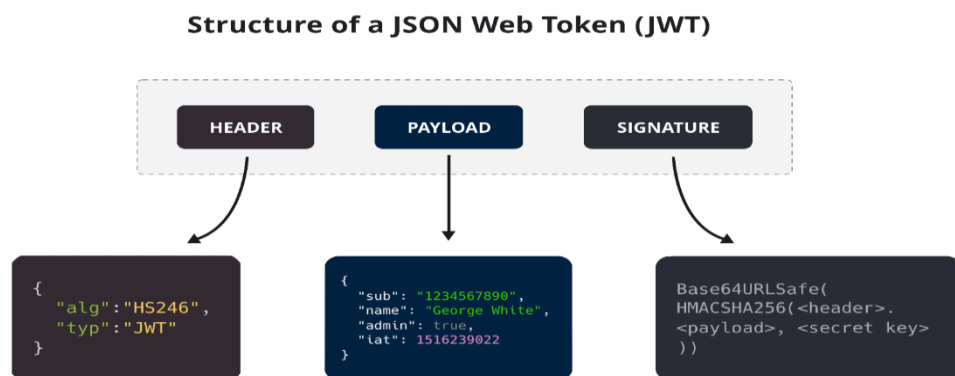 Structure of a JSON Web Token (JWT)
HEADER
PAYLOAD
SIGNATURE
{
"alg":"HS246",
"typ":"JWT"
}
{
"sub": "1234567890",
"name": "George White",
"admin": true,
"iat": 1516239022
}
Base64URLSafe(
HMACSHA256(<header>.
<payload>, <secret key>
))